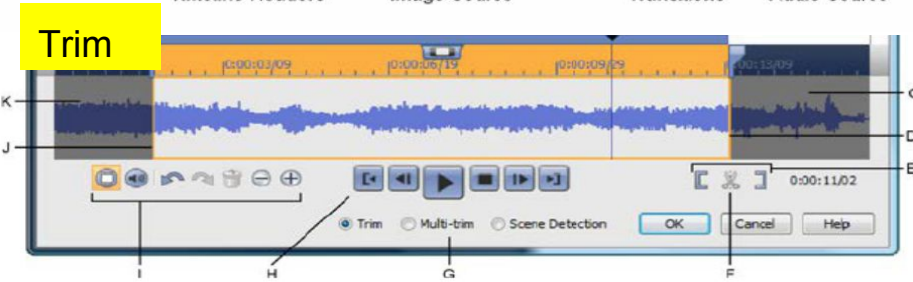 Trim
0:00:03/09 0:00:06/19 0:00:09/29 0:00:13/09
K
J
D
E
0:00:11/02
Trim Multi-trim Scene Detection OK Cancel Help
I H G F